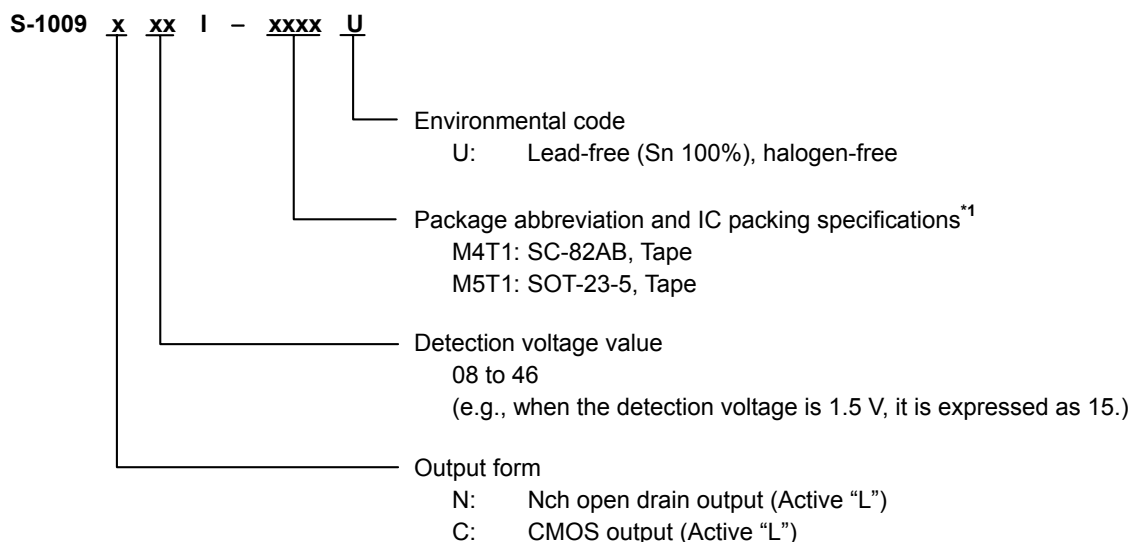 S-1009 x xx I – xxxx U
Environmental code
U: Lead-free (Sn 100%), halogen-free
Package abbreviation and IC packing specifications*1
M4T1: SC-82AB, Tape
M5T1: SOT-23-5, Tape
Detection voltage value
08 to 46
(e.g., when the detection voltage is 1.5 V, it is expressed as 15.)
Output form
N: Nch open drain output (Active “L”)
C: CMOS output (Active “L”)